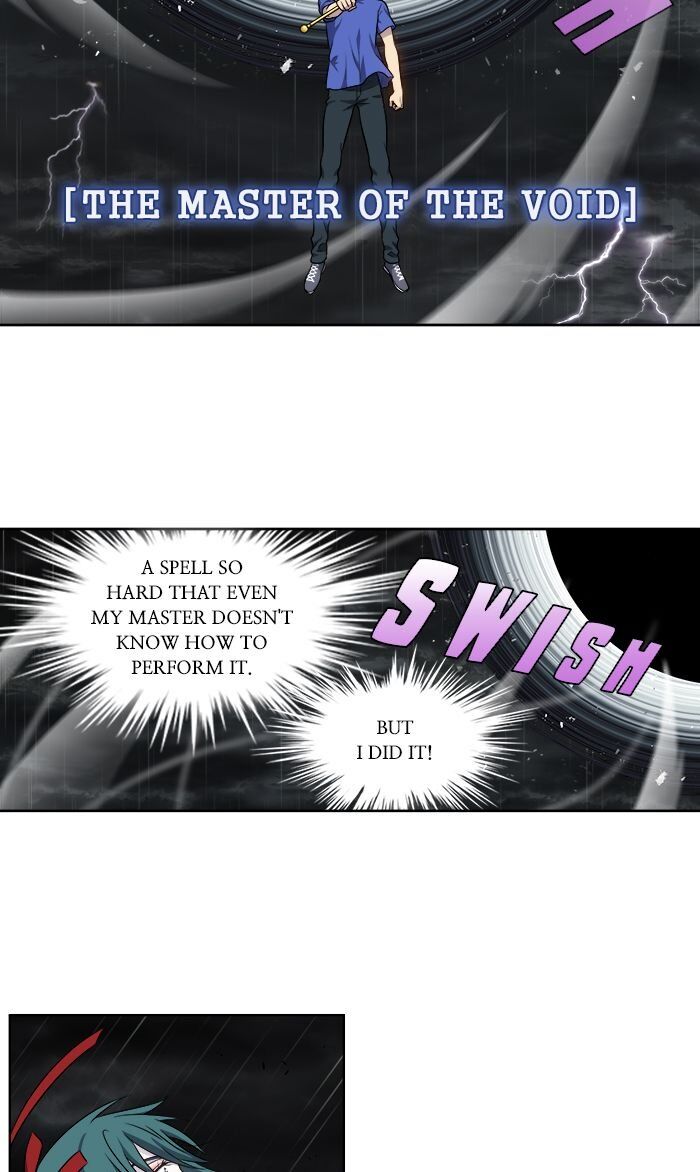 [THE MASTER OF THE VOID]
A SPELL SO
HARD THAT EVEN
MY MASTER DOESN'T
KNOW HOW TO
PERFORM IT.
SWISH
BUT
I DID IT!